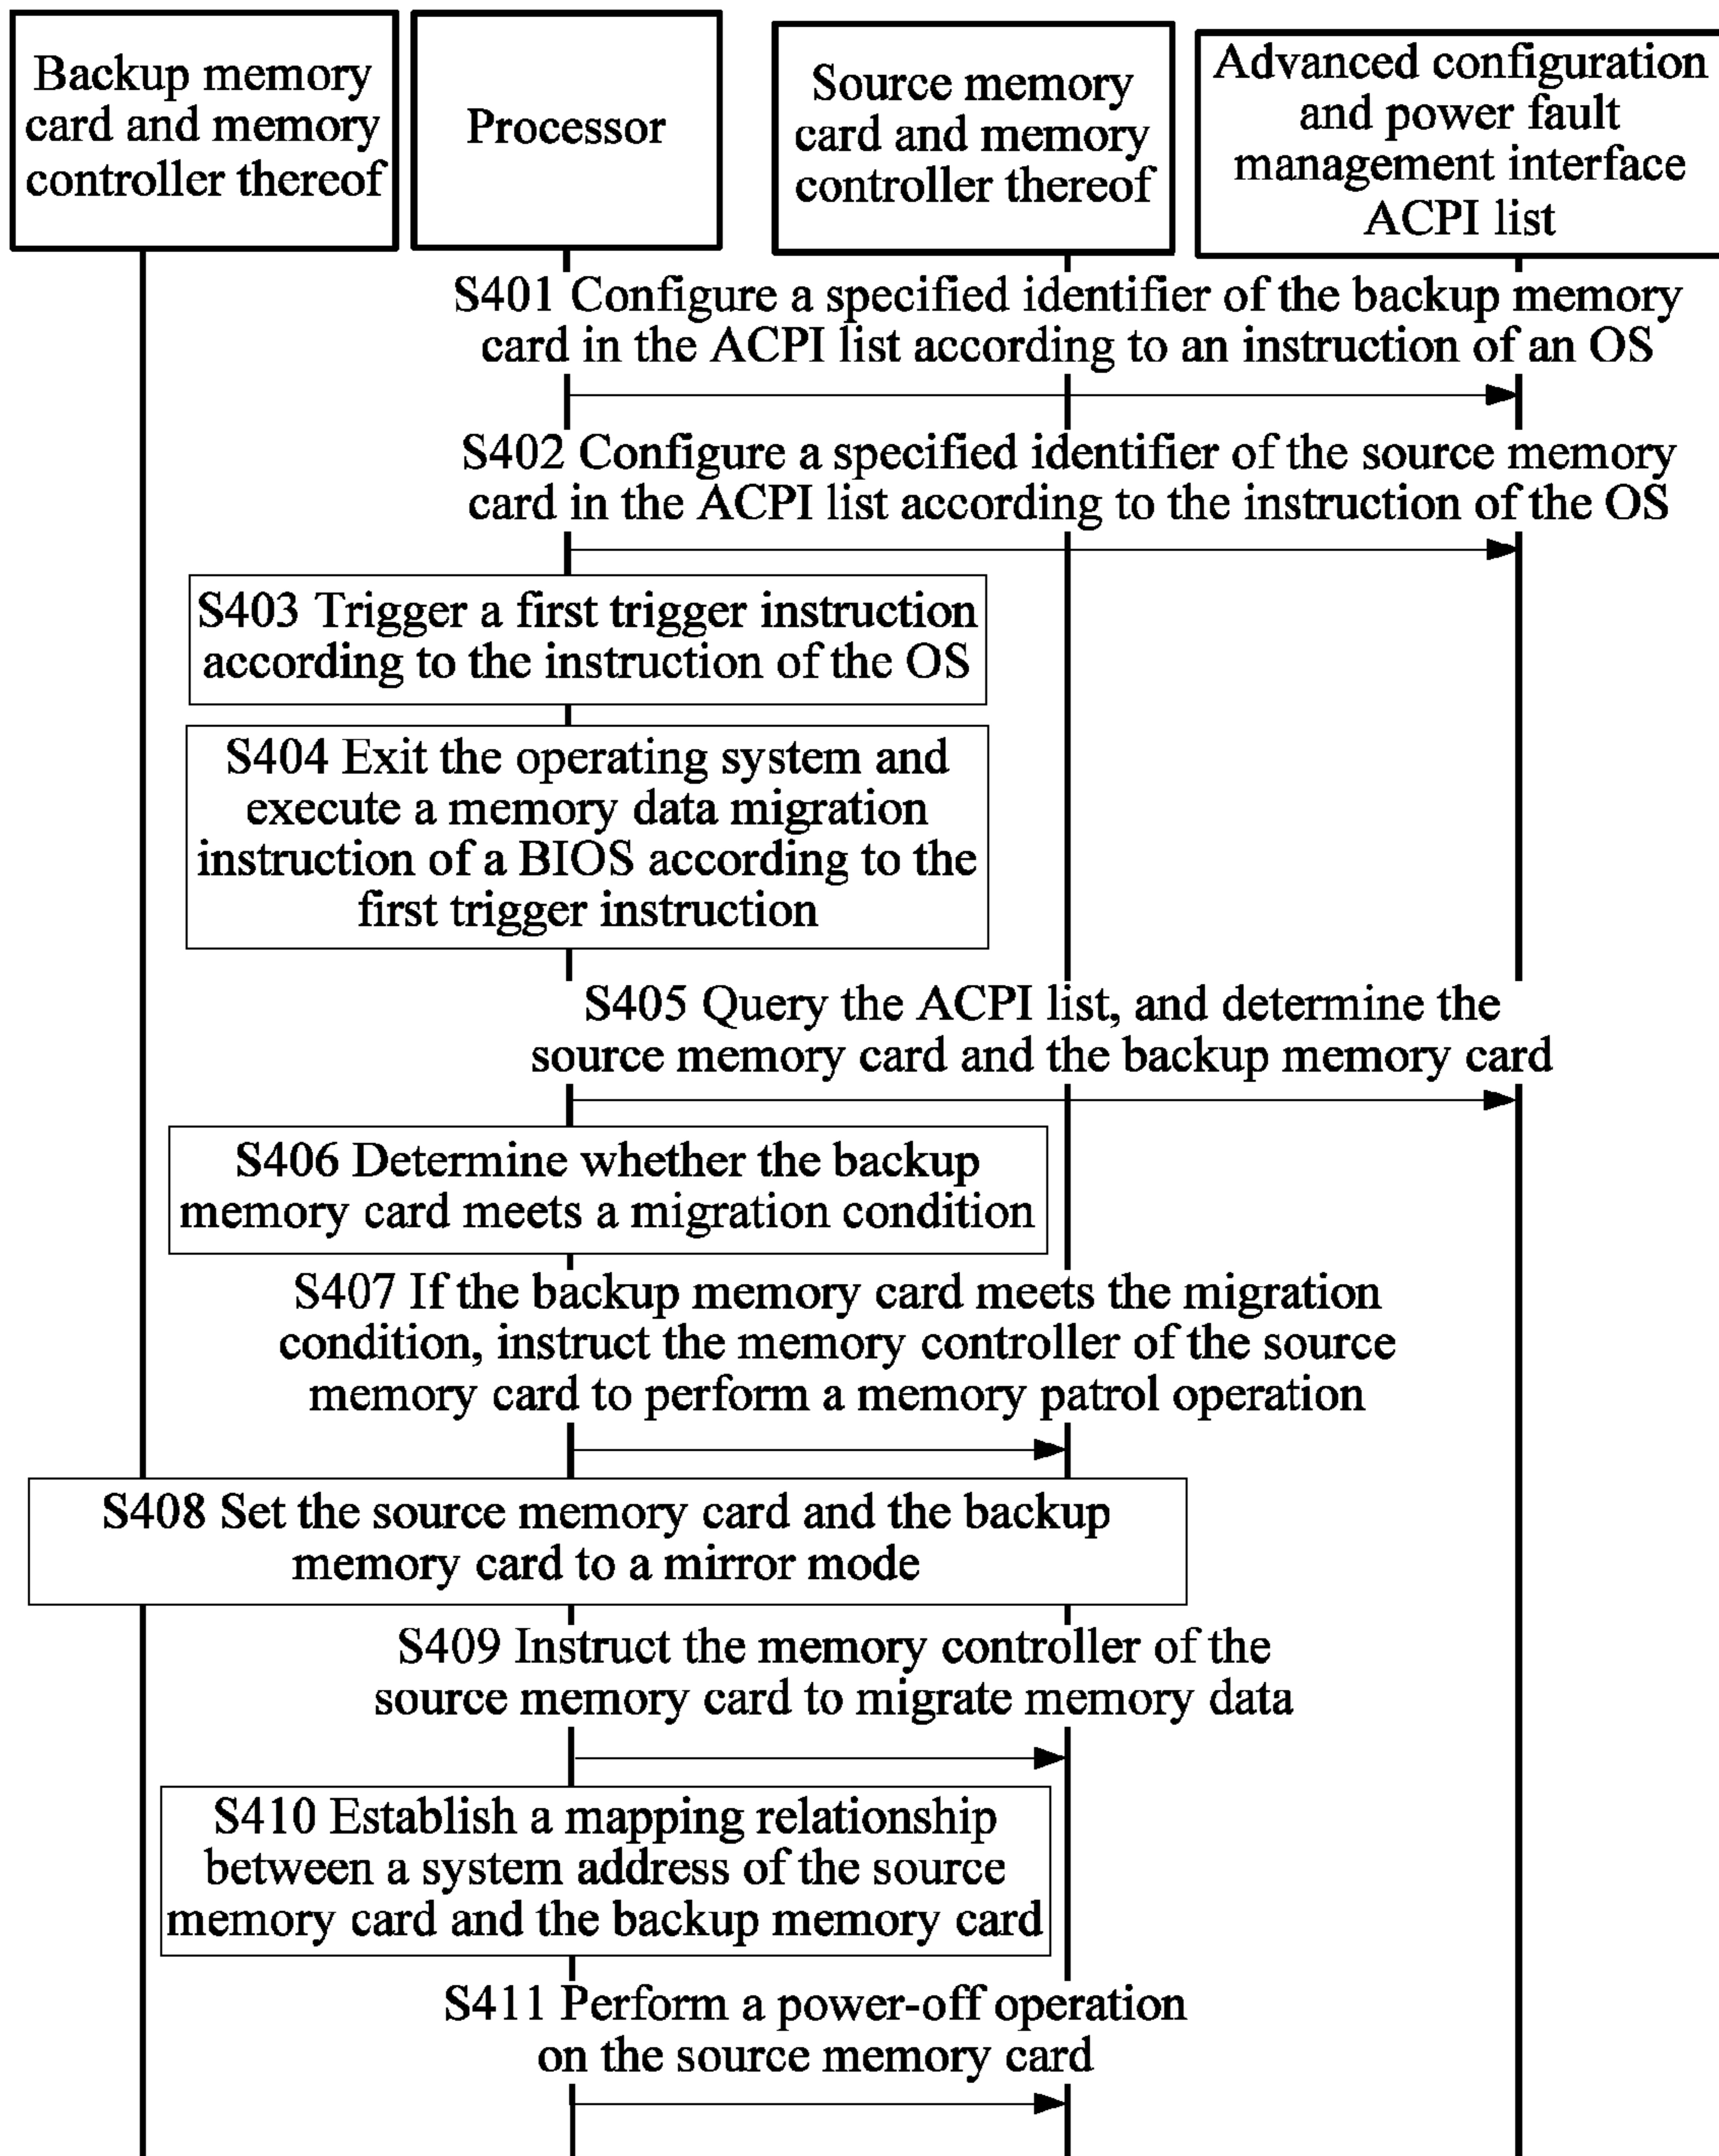 Backup memory
card and memory
controller thereof
Processor
Source memory
card and memory
controller thereof
Advanced configuration
and power fault
management interface
ACPI list
S401 Configure a specified identifier of the backup memory
card in the ACPI list according to an instruction of an OS
S402 Configure a specified identifier of the source memory
card in the ACPI list according to the instruction of the OS
S403 Trigger a first trigger instruction
according to the instruction of the OS
S404 Exit the operating system and
execute a memory data migration
instruction of a BIOS according to the
first trigger instruction
S405 Query the ACPI list, and determine the
source memory card and the backup memory card
S406 Determine whether the backup
memory card meets a migration condition
S407 If the backup memory card meets the migration
condition, instruct the memory controller of the source
memory card to perform a memory patrol operation
S408 Set the source memory card and the backup
memory card to a mirror mode
S409 Instruct the memory controller of the
source memory card to migrate memory data
S410 Establish a mapping relationship
between a system address of the source
memory card and the backup memory card
S411 Perform a power-off operation
on the source memory card